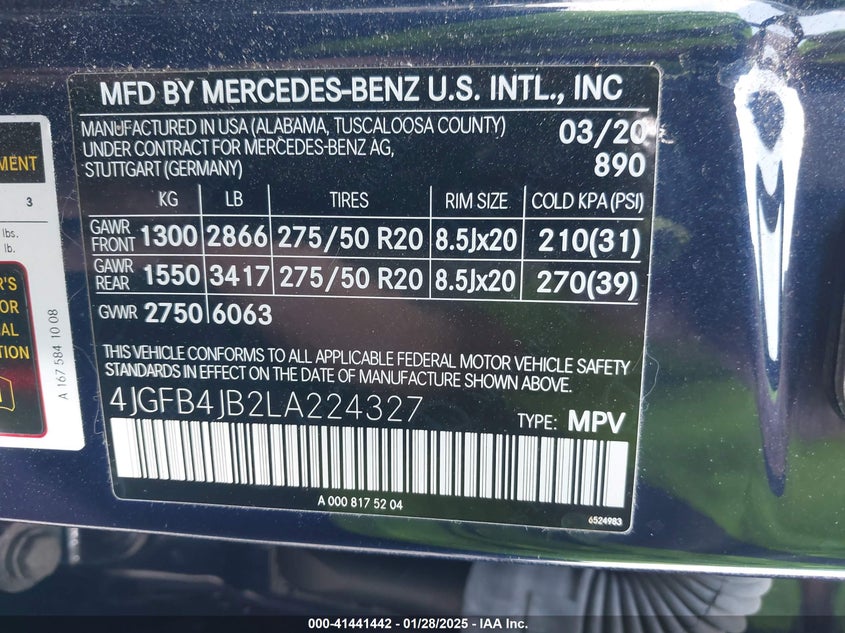 MFD BY MERCEDES-BENZ U.S. INTL., INC
MANUFACTURED IN USA (ALABAMA, TUSCALOOSA COUNTY)
UNDER CONTRACT FOR MERCEDES-BENZ AG,
STUTTGART (GERMANY)
03/20
890
KG LB TIRES RIM SIZE COLD KPA (PSI)
GAWR FRONT 1300 2866 275/50 R20 8.5Jx20 210(31)
GAWR REAR 1550 3417 275/50 R20 8.5Jx20 270(39)
GVWR 2750 6063
THIS VEHICLE CONFORMS TO ALL APPLICABLE FEDERAL MOTOR VEHICLE SAFETY
STANDARDS IN EFFECT ON THE DATE OF MANUFACTURE SHOWN ABOVE.
4JGFB4JB2LA224327
TYPE: MPV
A 000 817 52 04
6524983
3
lbs.
lb.
A 167 584 10 08
000-41441442 - 01/28/2025 - IAA Inc.